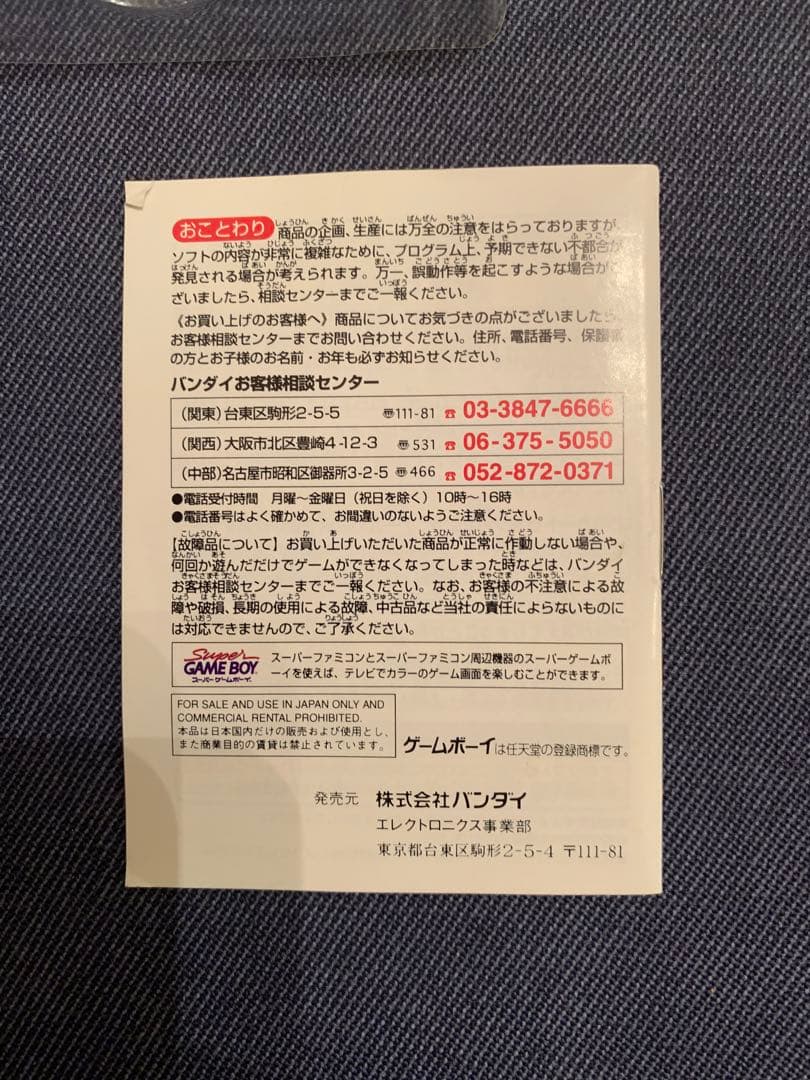 おことわり 商品の企画、生産には万全の注意をはらっておりますが、
ソフトの内容が非常に複雑なために、プログラム上、予期できない不都合が
発見される場合が考えられます。万一、誤動作等を起こすような場合がご
ざいましたら、相談センターまでご一報ください。
《お買い上げのお客様へ》商品についてお気づきの点がございましたら、
お客様相談センターまでお問い合わせください。住所、電話番号、保護者
の方とお子様のお名前・お年も必ずお知らせください。
バンダイお客様相談センター
(関東)台東区駒形2-5-5 〠111-81 ☎ 03-3847-6666
(関西)大阪市北区豊崎4-12-3 〠531 ☎ 06-375-5050
(中部)名古屋市昭和区御器所3-2-5 〠466 ☎ 052-872-0371
●電話受付時間 月曜〜金曜日(祝日を除く)10時〜16時
●電話番号はよく確かめて、お間違いのないようご注意ください。
【故障品について】お買い上げいただいた商品が正常に作動しない場合や、
何回か遊んだだけでゲームができなくなってしまった時などは、バンダイ
お客様相談センターまでご一報ください。なお、お客様の不注意による故
障や破損、長期の使用による故障、中古品など当社の責任によらないものに
は対応できませんので、ご了承ください。
Super
GAME BOY
スーパーゲームボーイ
スーパーファミコンとスーパーファミコン周辺機器のスーパーゲームボ
ーイを使えば、テレビでカラーのゲーム画面を楽しむことができます。
FOR SALE AND USE IN JAPAN ONLY AND
COMMERCIAL RENTAL PROHIBITED.
本品は日本国内だけの販売および使用とし、
また商業目的の賃貸は禁止されています。
ゲームボーイは任天堂の登録商標です。
発売元 株式会社バンダイ
エレクトロニクス事業部
東京都台東区駒形2-5-4 〒111-81